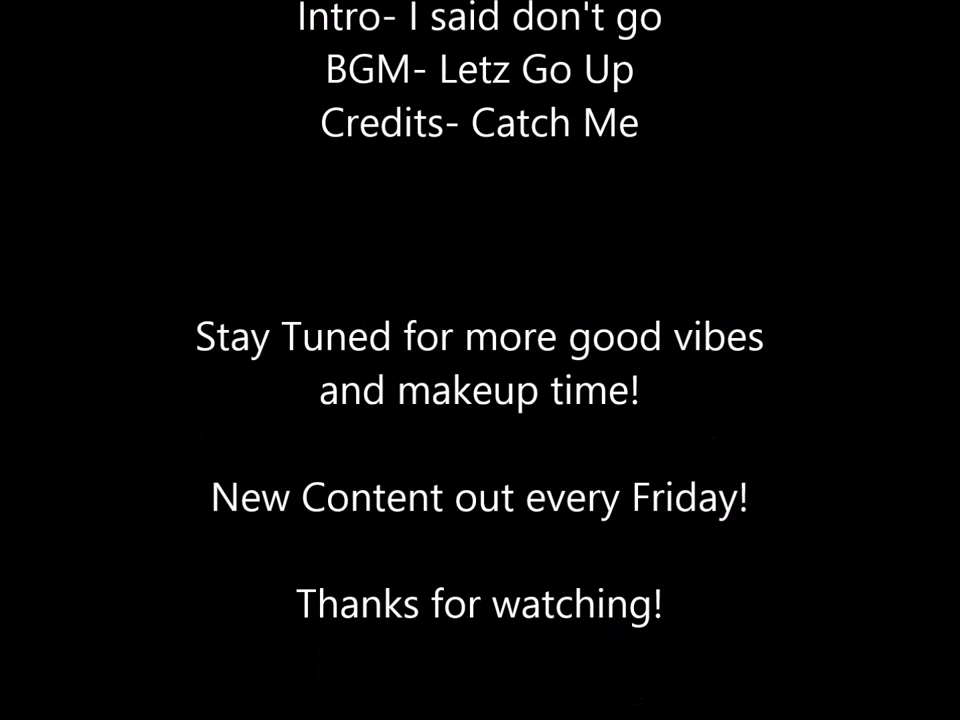 Intro- I said don't go
BGM- Letz Go Up
Credits- Catch Me
Stay Tuned for more good vibes
and makeup time!
New Content out every Friday!
Thanks for watching!